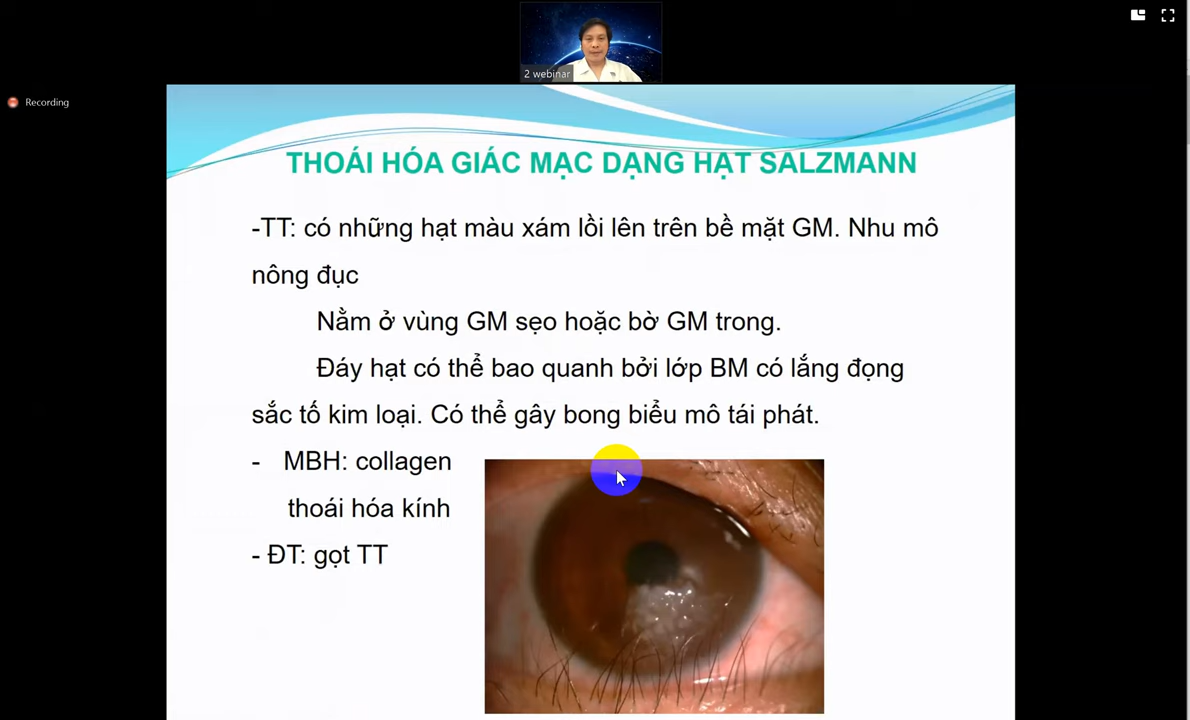 2 webinar
Recording
THOÁI HÓA GIÁC MẠC DẠNG HẠT SALZMANN
-TT: có những hạt màu xám lồi lên trên bề mặt GM. Nhu mô
nông đục
Nằm ở vùng GM sẹo hoặc bờ GM trong.
Đáy hạt có thể bao quanh bởi lớp BM có lắng đọng
sắc tố kim loại. Có thể gây bong biểu mô tái phát.
- MBH: collagen
thoái hóa kính
- ĐT: gọt TT